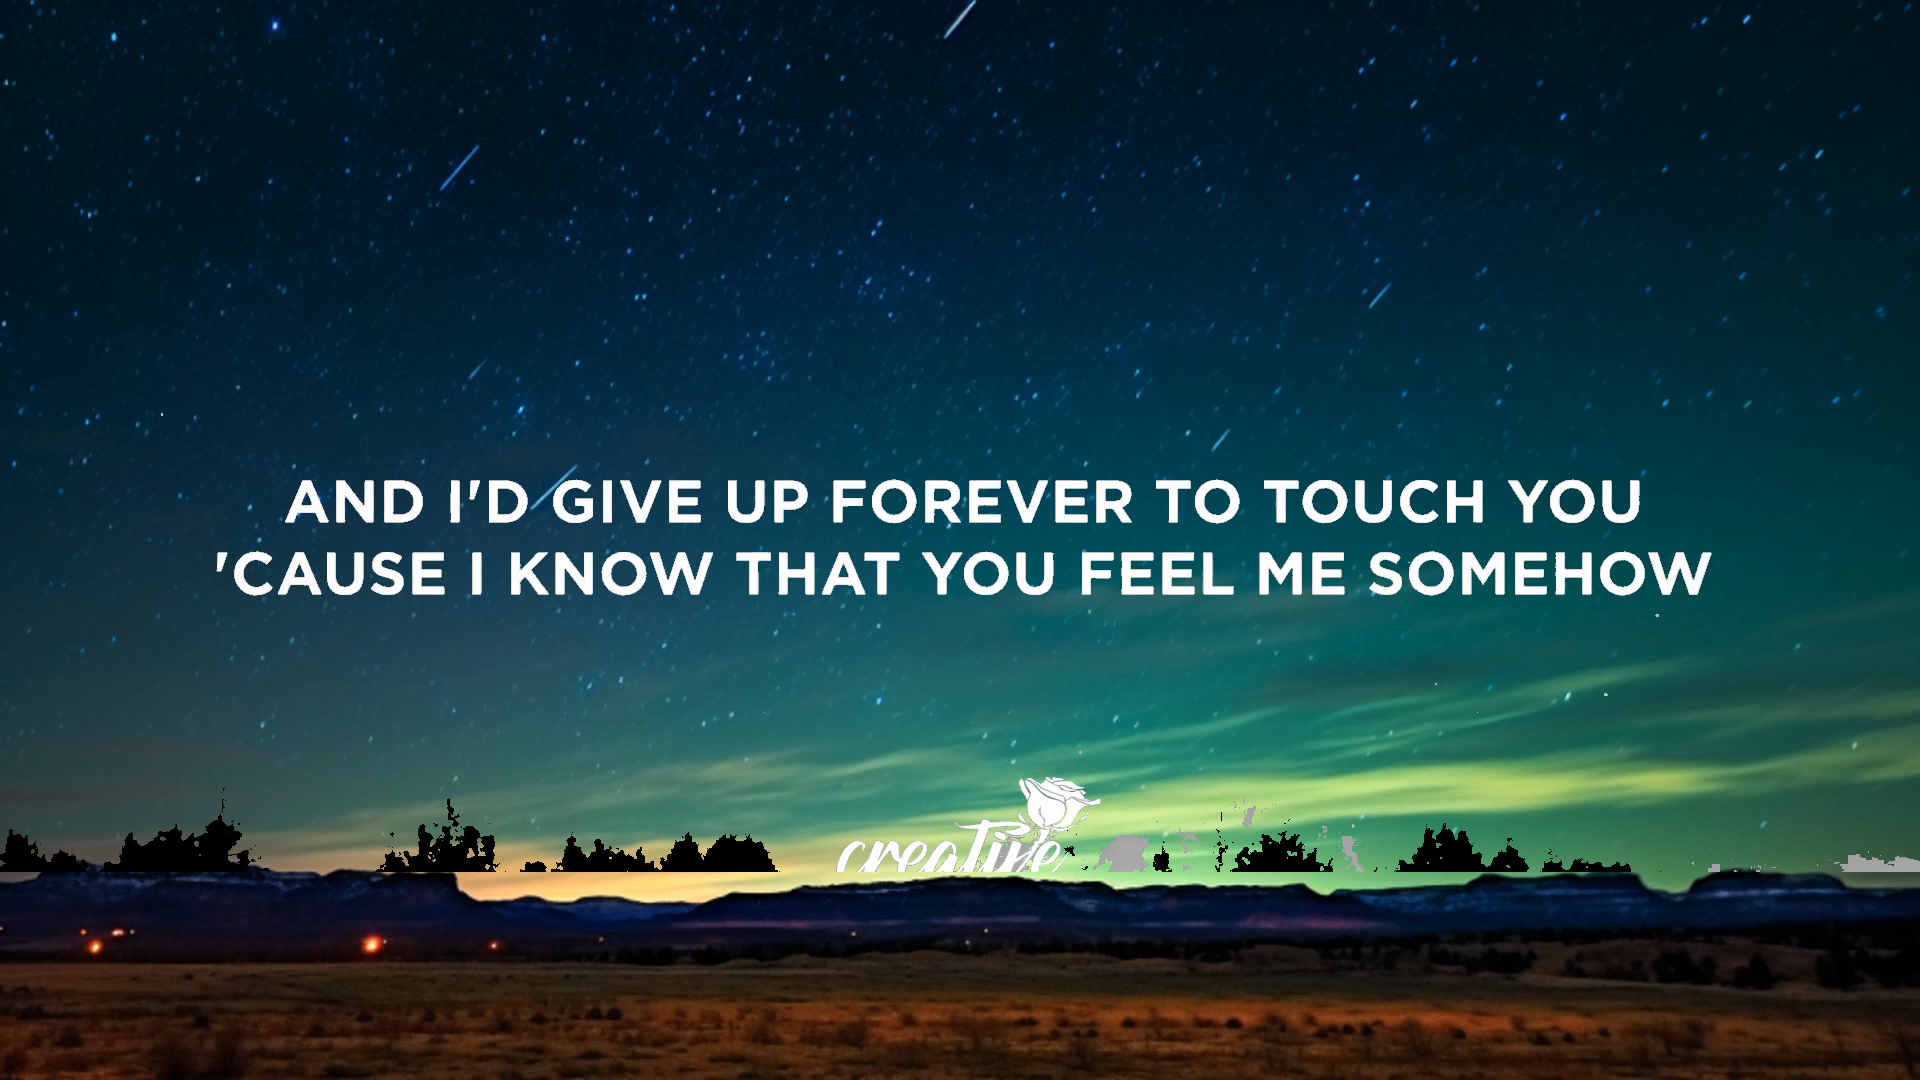 AND I'D GIVE UP FOREVER TO TOUCH YOU
'CAUSE I KNOW THAT YOU FEEL ME SOMEHOW
creative